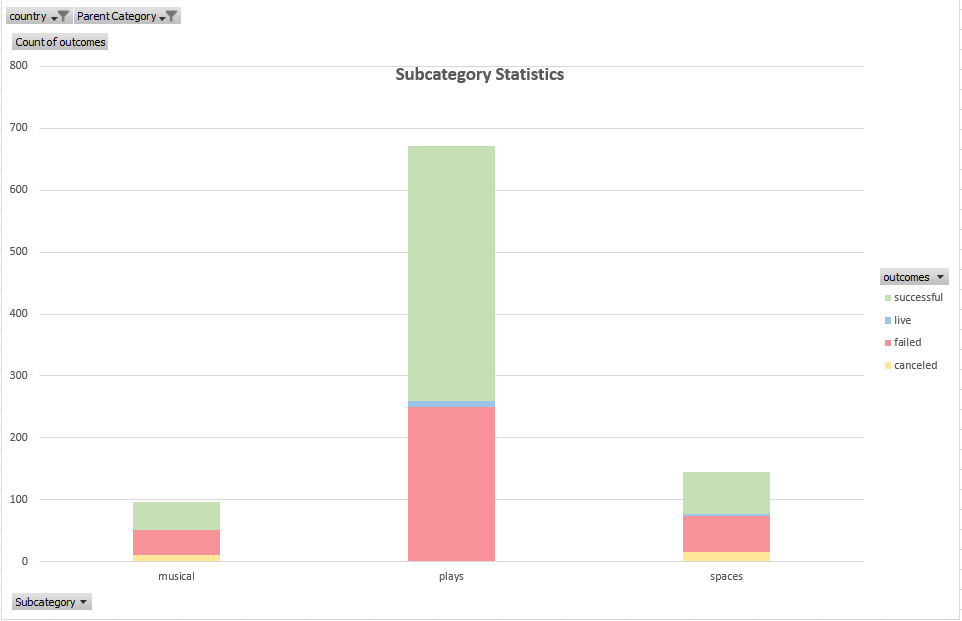 country Parent Category
Count of outcomes
Subcategory Statistics
800
700
600
500
400
300
200
100
0
musical plays spaces
outcomes
successful
live
failed
canceled
Subcategory